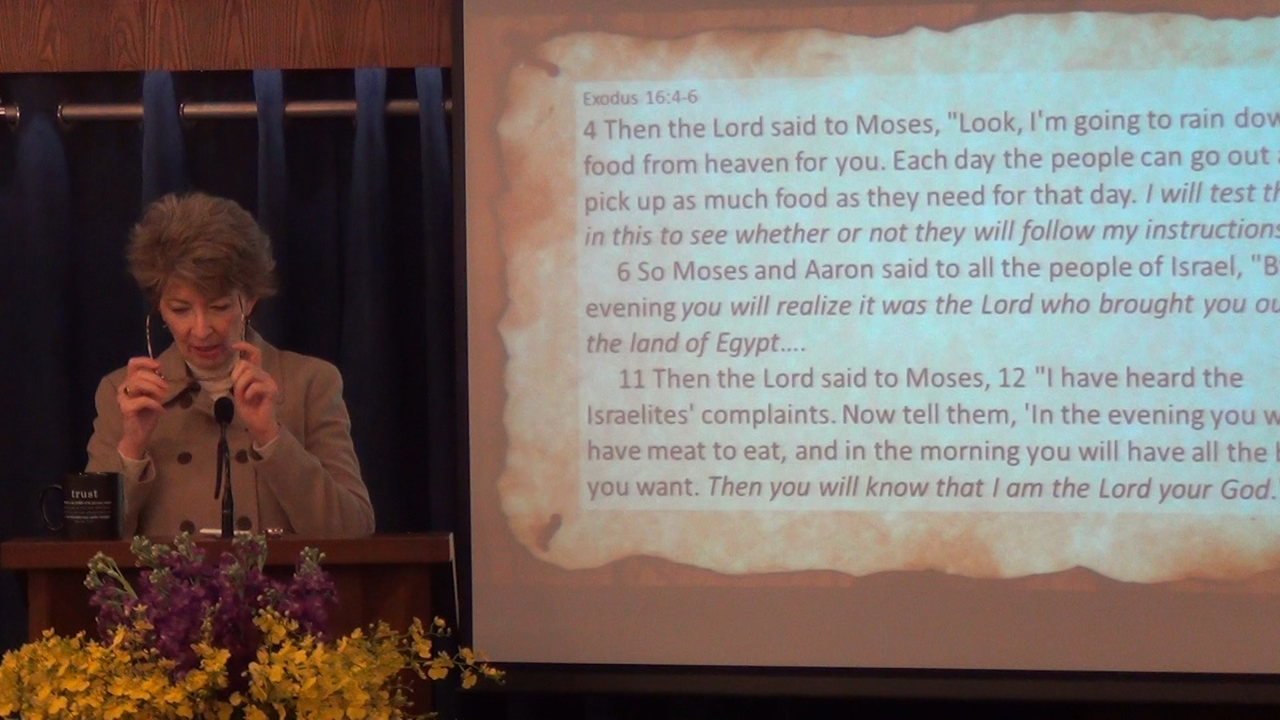 Exodus 16:4-6
4 Then the Lord said to Moses, "Look, I'm going to rain dow
food from heaven for you. Each day the people can go out
pick up as much food as they need for that day. I will test th
in this to see whether or not they will follow my instructions
6 So Moses and Aaron said to all the people of Israel, "B
evening you will realize it was the Lord who brought you ou
the land of Egypt....
11 Then the Lord said to Moses, 12 "I have heard the
Israelites' complaints. Now tell them, 'In the evening you w
have meat to eat, and in the morning you will have all the
you want. Then you will know that I am the Lord your God.
trust